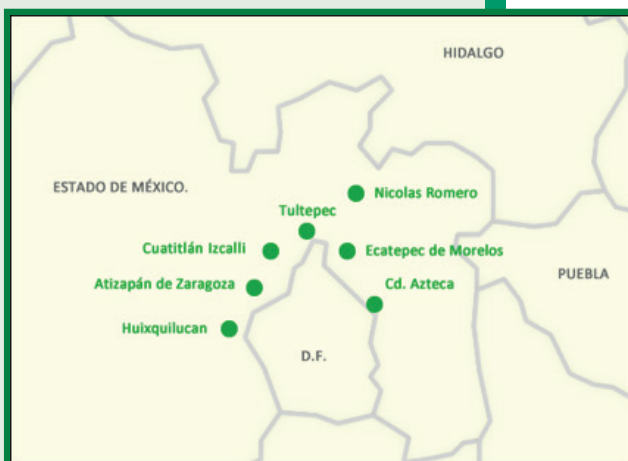 HIDALGO
ESTADO DE MÉXICO.
Nicolas Romero
Tultepec
Cuatitlán Izcalli
Ecatepec de Morelos
PUEBLA
Atizapán de Zaragoza
Cd. Azteca
Huixquilucan
D.F.